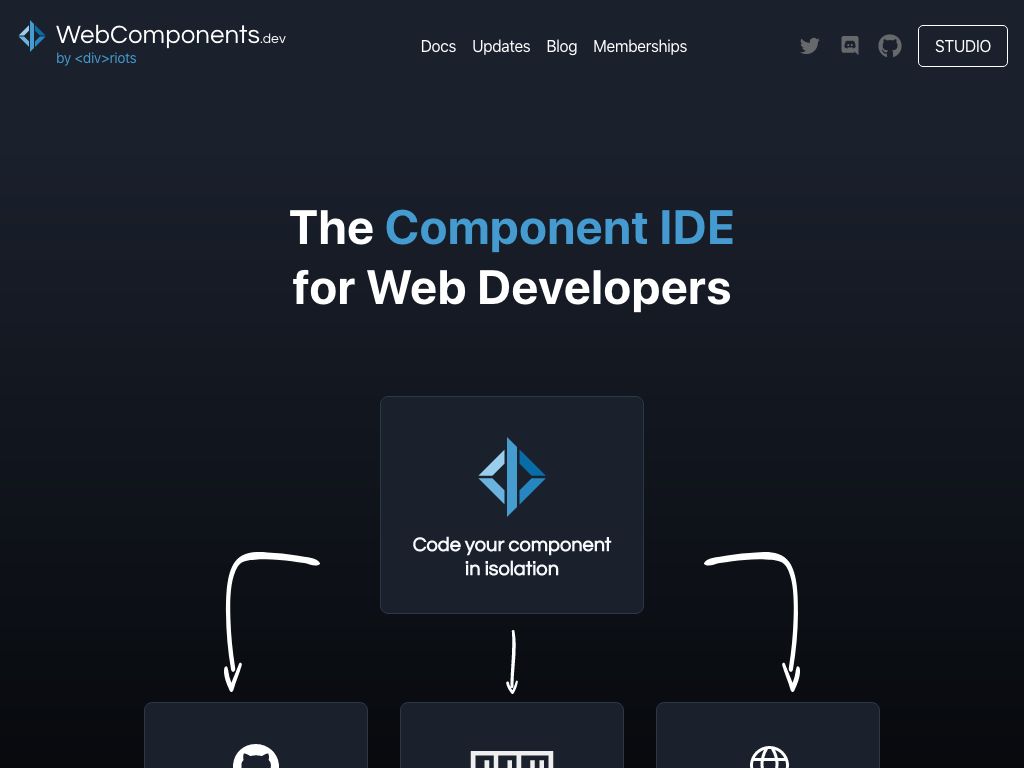 WebComponents.dev
by <div>riots
Docs Updates Blog Memberships STUDIO
The Component IDE
for Web Developers
Code your component
in isolation